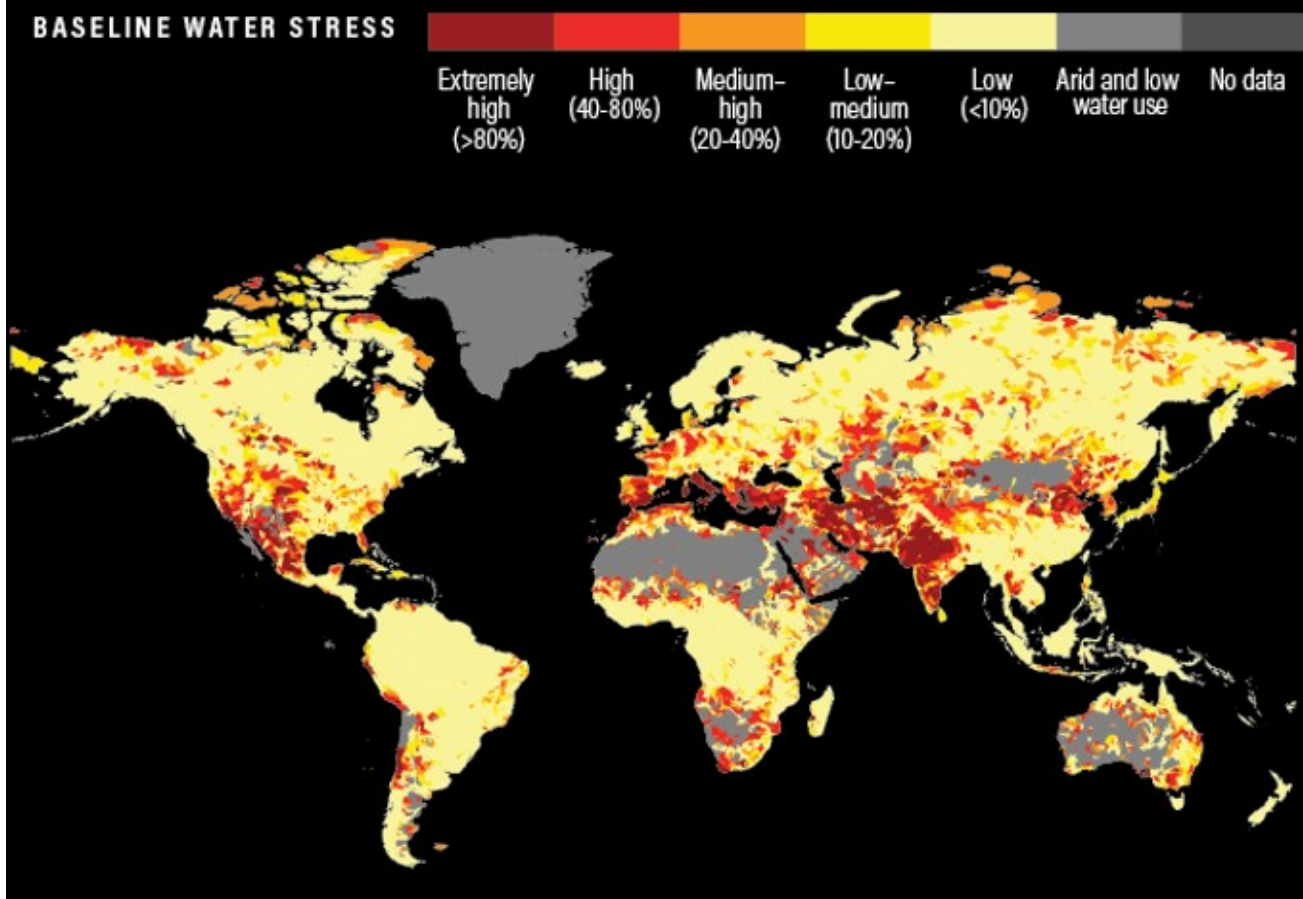 BASELINE WATER STRESS
Extremely
high
(>80%)
High
(40-80%)
Medium–
high
(20-40%)
Low–
medium
(10-20%)
Low
(<10%)
Arid and low
water use
No data